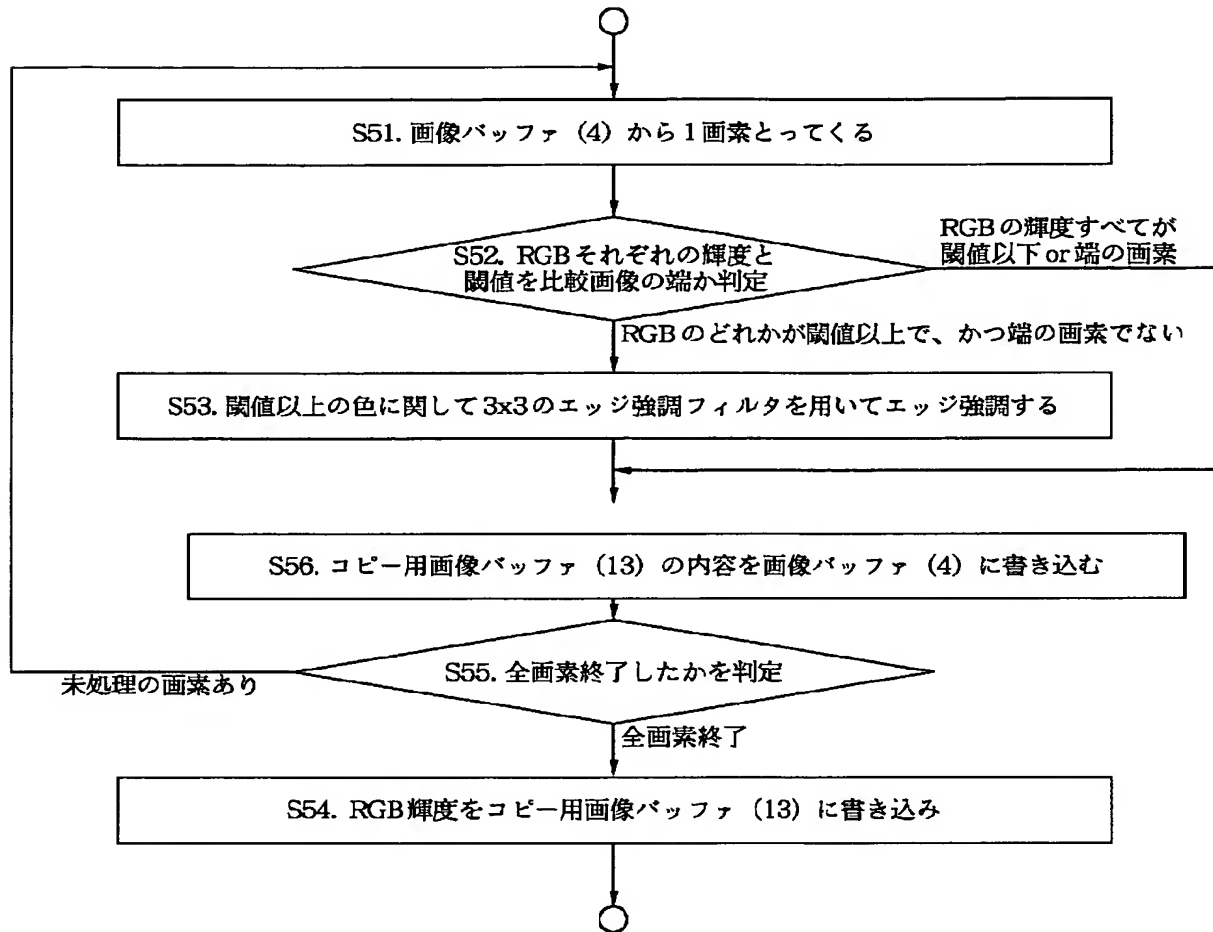 S51. 画像バッファ（4）から1画素とってくる
S52. RGBそれぞれの輝度と
閾値を比較画像の端か判定
RGBの輝度すべてが
閾値以下or端の画素
RGBのどれかが閾値以上で、かつ端の画素でない
S53. 閾値以上の色に関して3x3のエッジ強調フィルタを用いてエッジ強調する
S56. コピー用画像バッファ（13）の内容を画像バッファ（4）に書き込む
S55. 全画素終了したかを判定
未処理の画素あり
全画素終了
S54. RGB輝度をコピー用画像バッファ（13）に書き込み